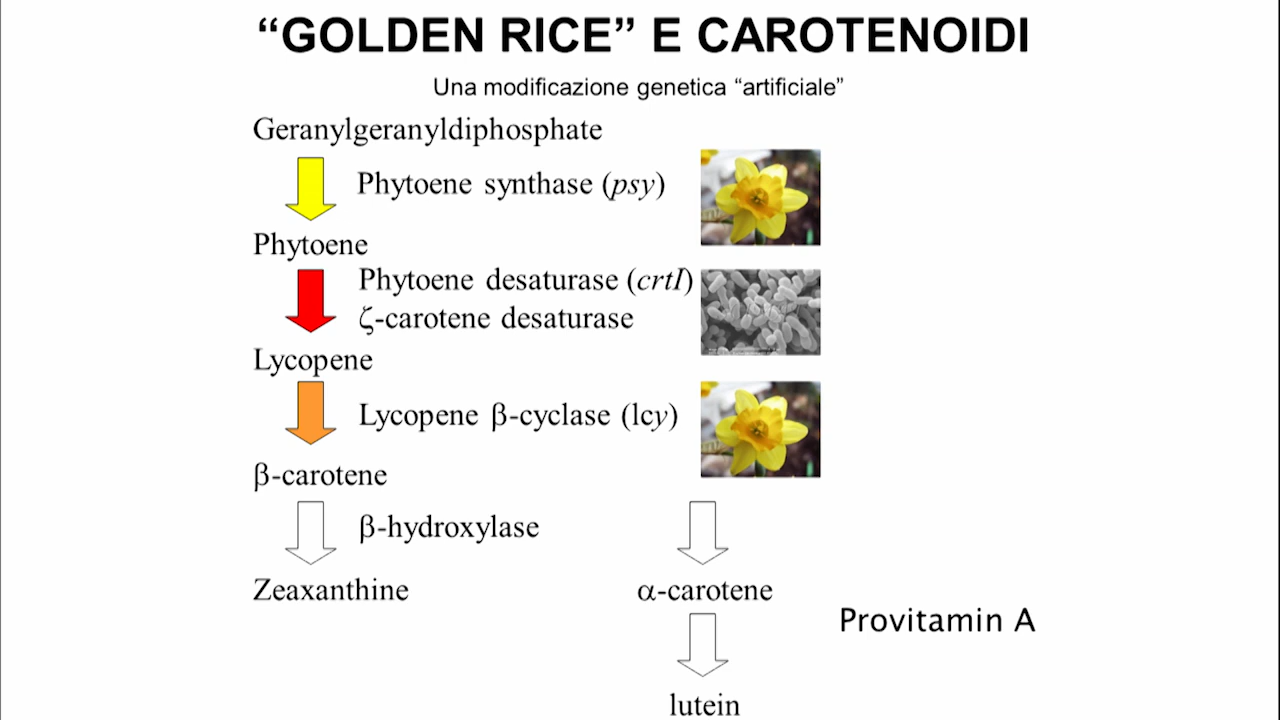 “GOLDEN RICE” E CAROTENOIDI
Una modificazione genetica “artificiale”
Geranylgeranyldiphosphate
Phytoene synthase (psy)
Phytoene
Phytoene desaturase (crtI)
ζ-carotene desaturase
Lycopene
Lycopene β-cyclase (lcy)
β-carotene
β-hydroxylase
Zeaxanthine
α-carotene
Provitamin A
lutein